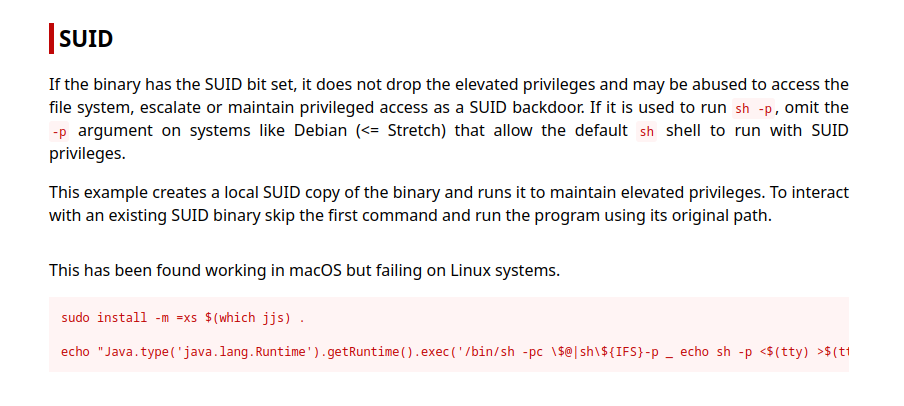 SUID
If the binary has the SUID bit set, it does not drop the elevated privileges and may be abused to access the
file system, escalate or maintain privileged access as a SUID backdoor. If it is used to run sh -p, omit the
-p argument on systems like Debian (<= Stretch) that allow the default sh shell to run with SUID
privileges.
This example creates a local SUID copy of the binary and runs it to maintain elevated privileges. To interact
with an existing SUID binary skip the first command and run the program using its original path.
This has been found working in macOS but failing on Linux systems.
sudo install -m =xs $(which jjs) .
echo "Java.type('java.lang.Runtime').getRuntime().exec('/bin/sh -pc \$@|sh\${IFS}-p _ echo sh -p <$(tty) >$(tt